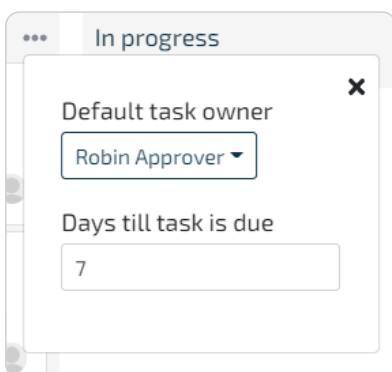 In progress
Default task owner
Robin Approver
Days till task is due
7